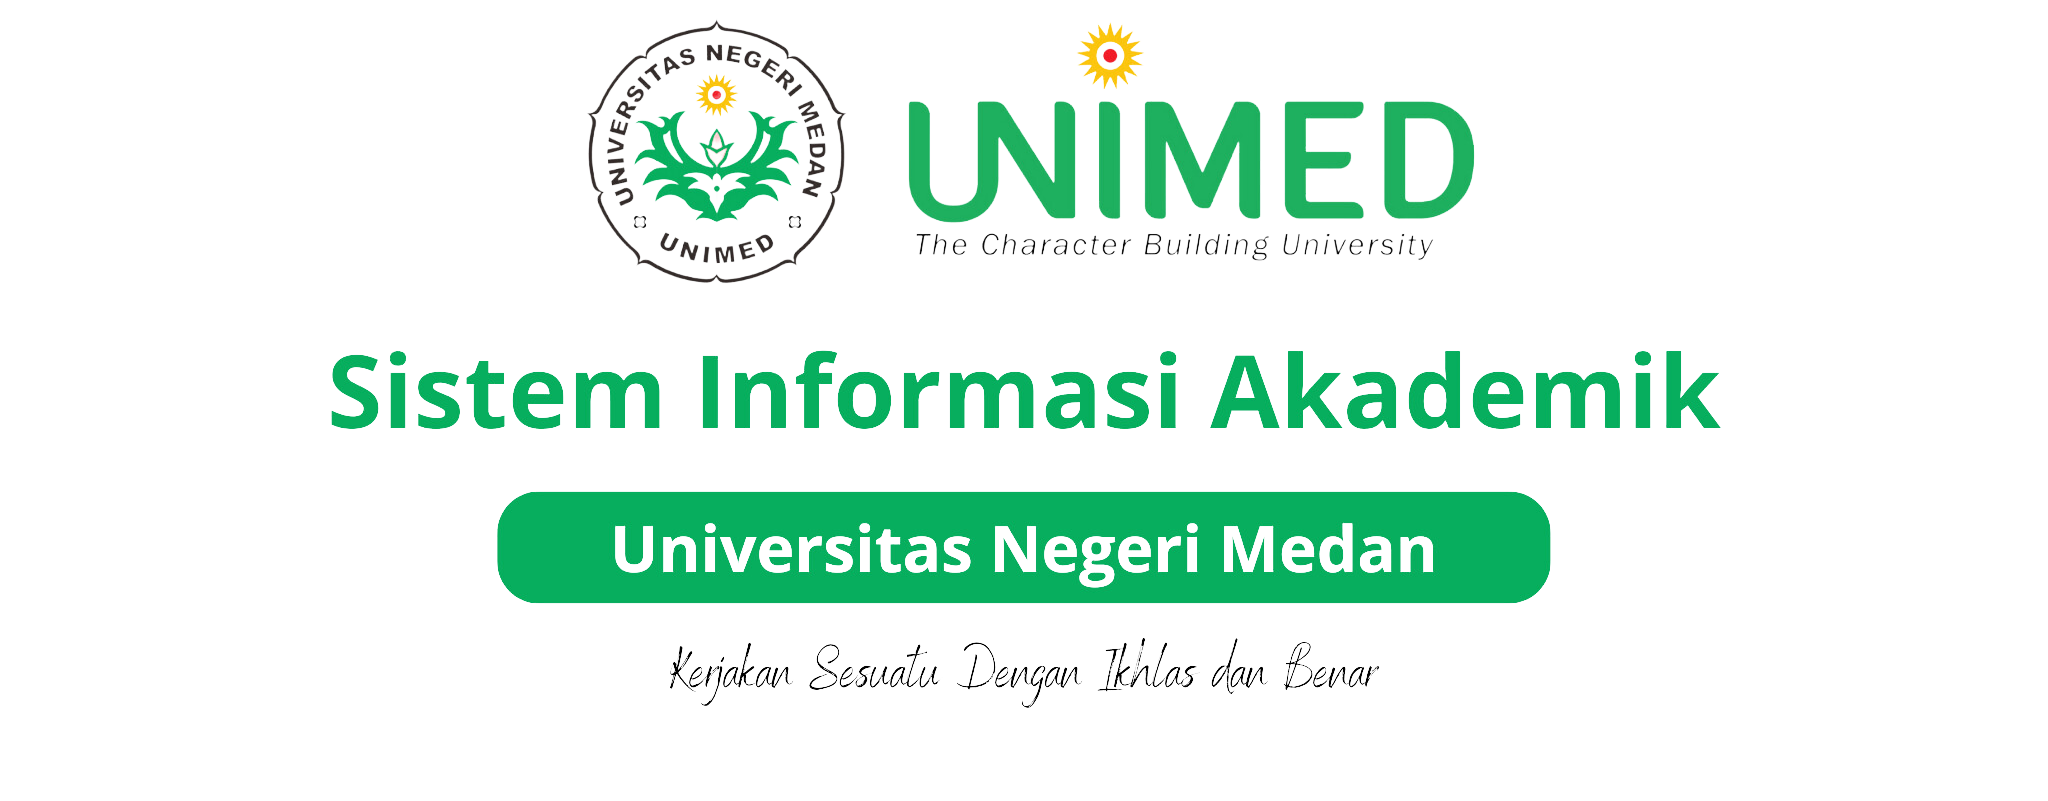 UNIVERSITAS NEGERI MEDAN
UNIMED
UNIMED
The Character Building University
Sistem Informasi Akademik
Universitas Negeri Medan
Kerjakan Sesuatu Dengan Ikhlas dan Benar